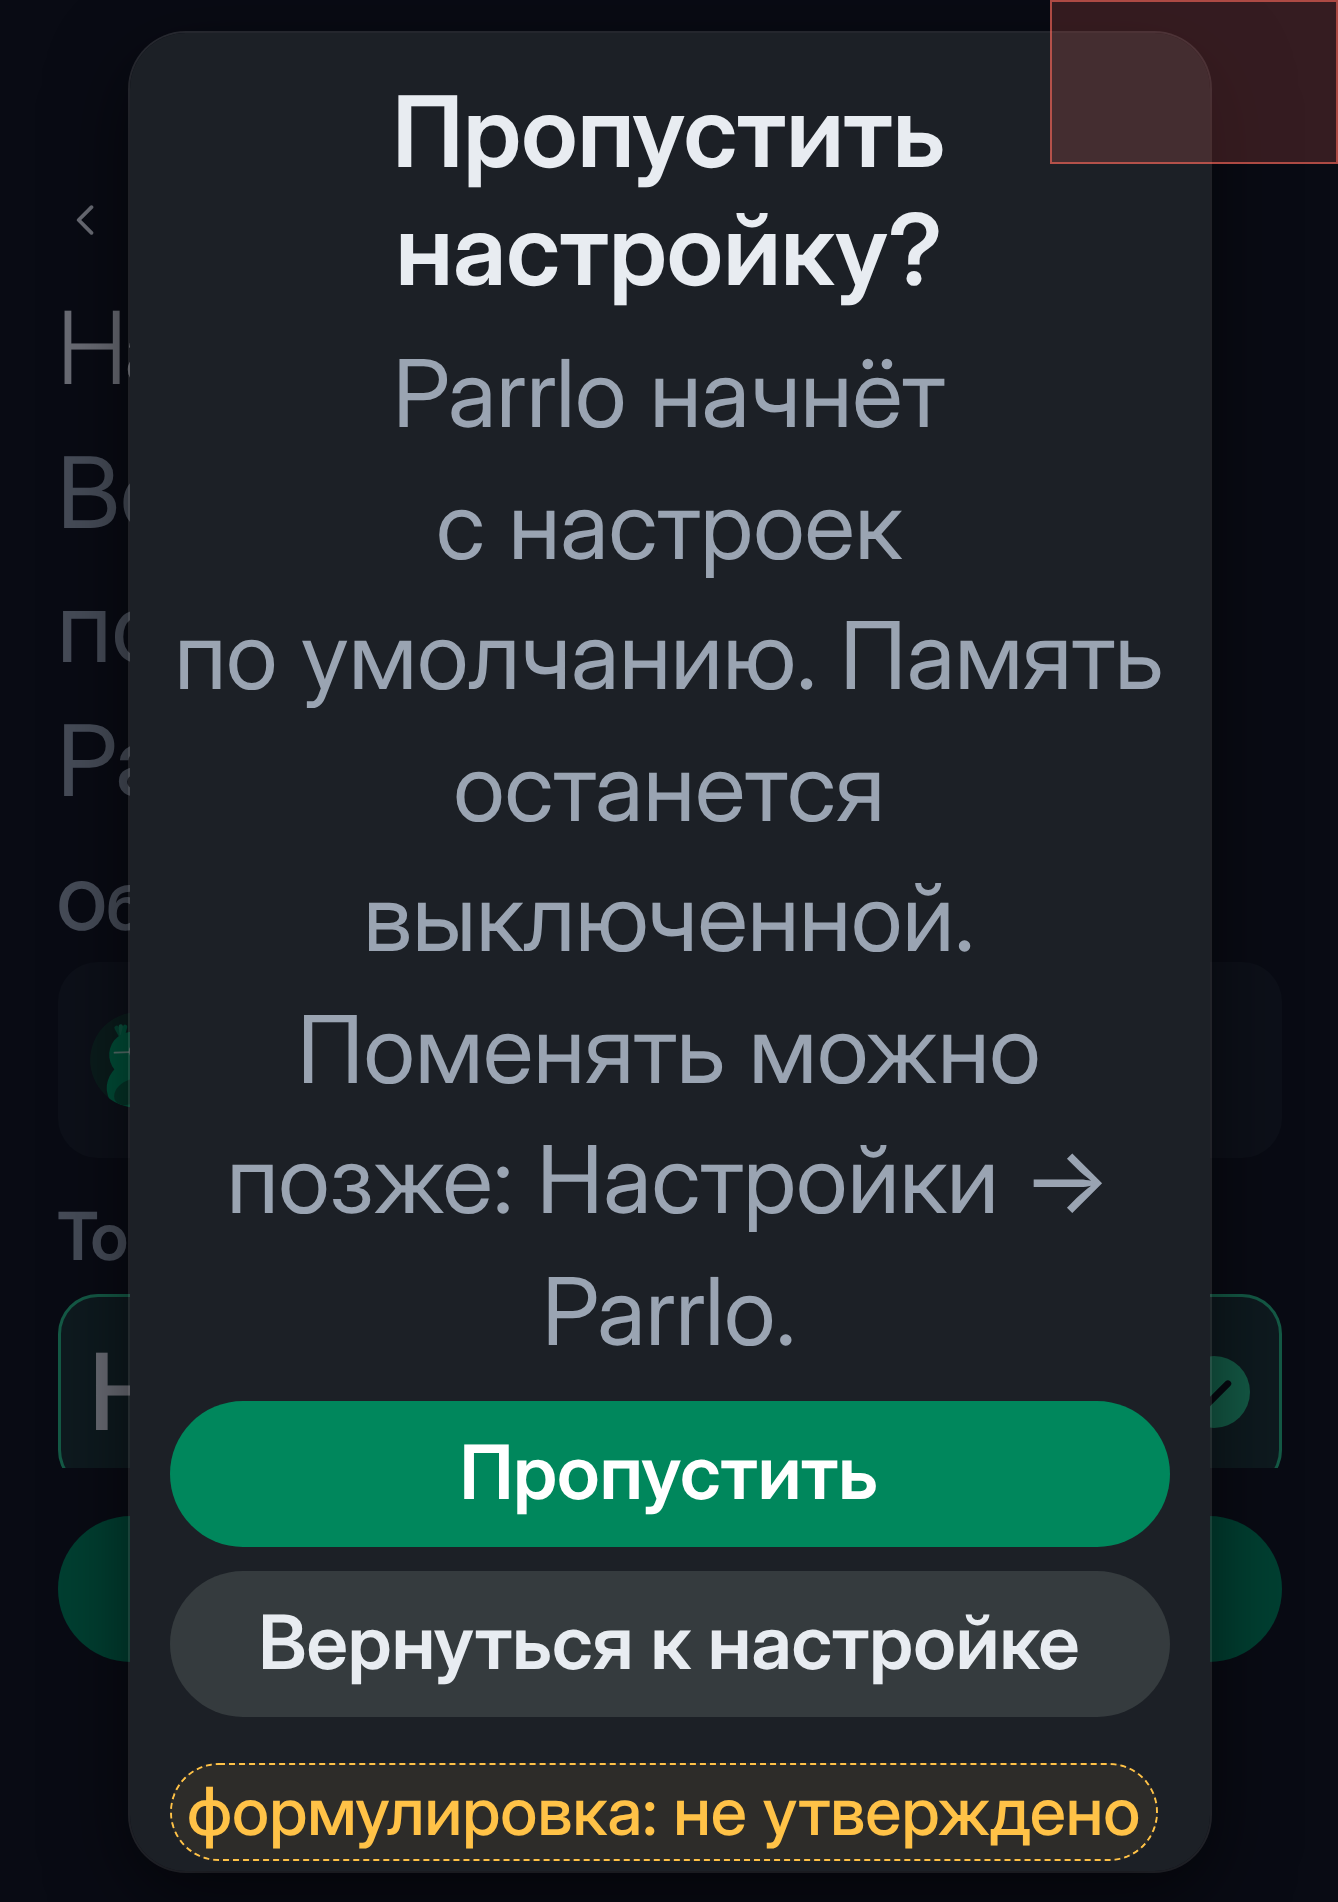 Пропустить
настройку?
Parrlo начнёт
с настроек
по умолчанию. Память
останется
выключенной.
Поменять можно
позже: Настройки →
Parrlo.
Пропустить
Вернуться к настройке
формулировка: не утверждено